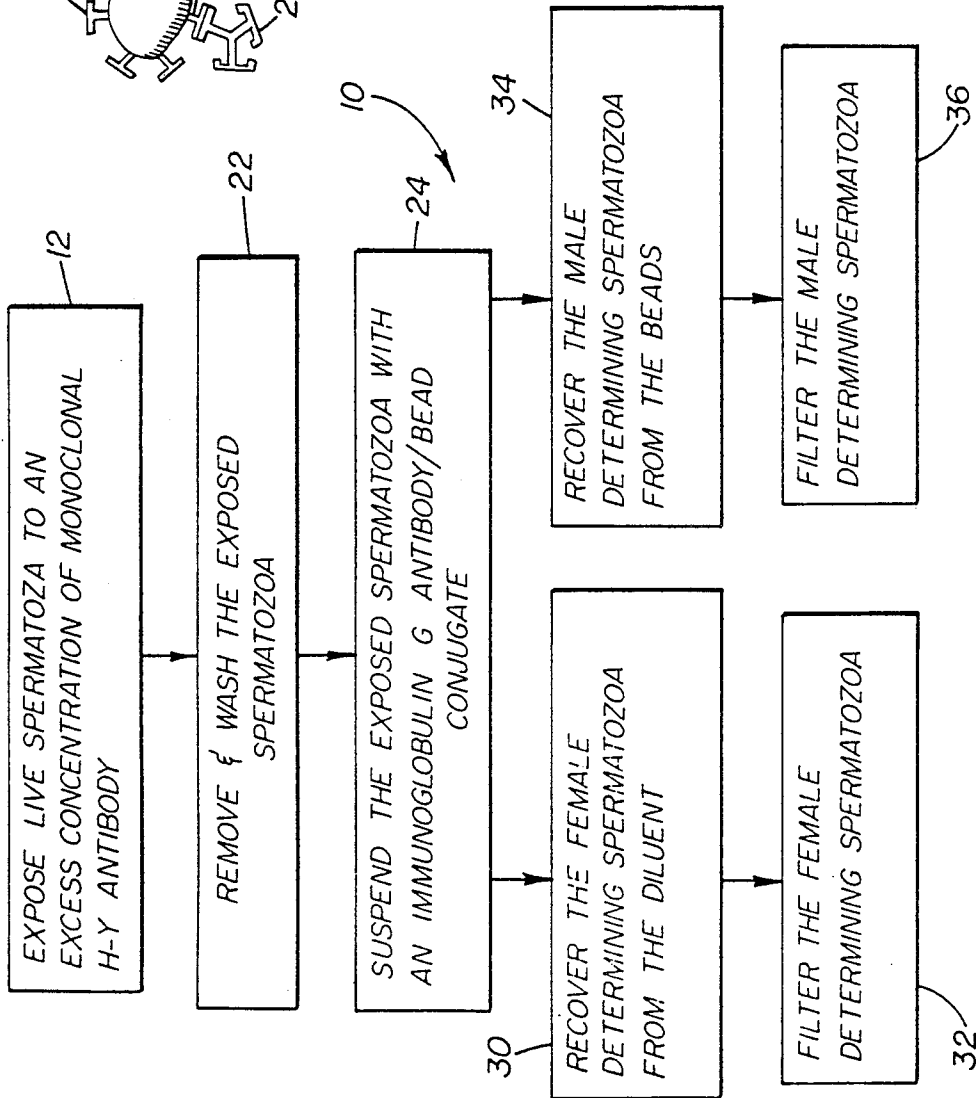 EXPOSE LIVE SPERMATOZA TO AN
EXCESS CONCENTRATION OF MONOCLONAL
H-Y ANTIBODY
12
REMOVE & WASH THE EXPOSED
SPERMATOZOA
22
SUSPEND THE EXPOSED SPERMATOZOA WITH
AN IMMUNOGLOBULIN G ANTIBODY/BEAD
CONJUGATE
24
10
30
RECOVER THE FEMALE
DETERMINING SPERMATOZOA
FROM THE DILUENT
34
RECOVER THE MALE
DETERMINING SPERMATOZOA
FROM THE BEADS
FILTER THE FEMALE
DETERMINING SPERMATOZOA
32
FILTER THE MALE
DETERMINING SPERMATOZOA
36